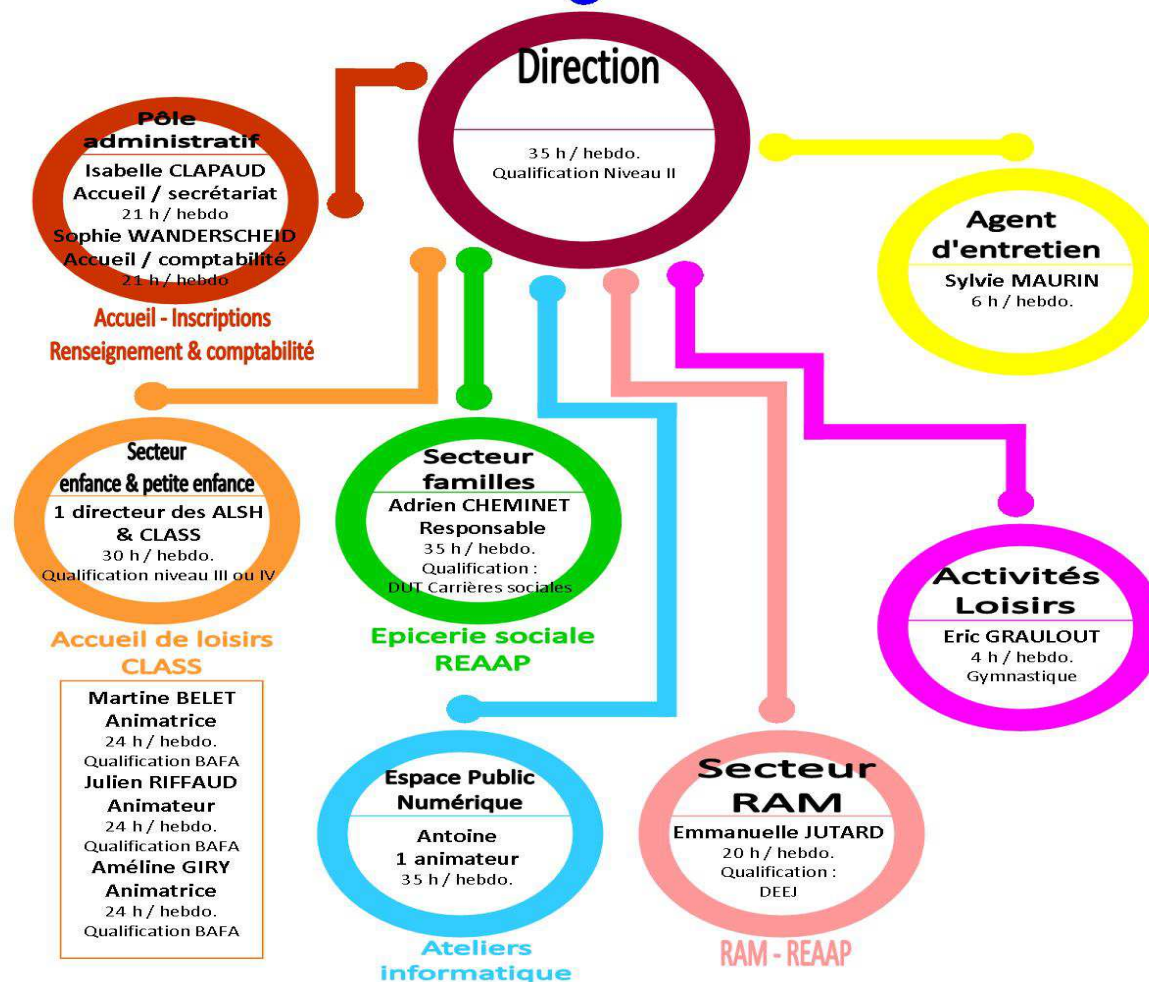 Direction
35 h / hebdo.
Qualification Niveau II
Pôle
administratif
Isabelle CLAPAUD
Accueil / secrétariat
21 h / hebdo
Sophie WANDERSCHEID
Accueil / comptabilité
21 h / hebdo
Accueil - Inscriptions
Renseignement & comptabilité
Agent
d'entretien
Sylvie MAURIN
6 h / hebdo.
Secteur
enfance & petite enfance
1 directeur des ALSH
& CLASS
30 h / hebdo.
Qualification niveau III ou IV
Accueil de loisirs
CLASS
Martine BELET
Animatrice
24 h / hebdo.
Qualification BAFA
Julien RIFFAUD
Animateur
24 h / hebdo.
Qualification BAFA
Améline GIRY
Animatrice
24 h / hebdo.
Qualification BAFA
Secteur
familles
Adrien CHEMINET
Responsable
35 h / hebdo.
Qualification :
DUT Carrières sociales
Epicerie sociale
REAAP
Espace Public
Numérique
Antoine
1 animateur
35 h / hebdo.
Ateliers
informatique
Secteur
RAM
Emmanuelle JUTARD
20 h / hebdo.
Qualification :
DEEJ
RAM - REAAP
Activités
Loisirs
Eric GRAULOUT
4 h / hebdo.
Gymnastique